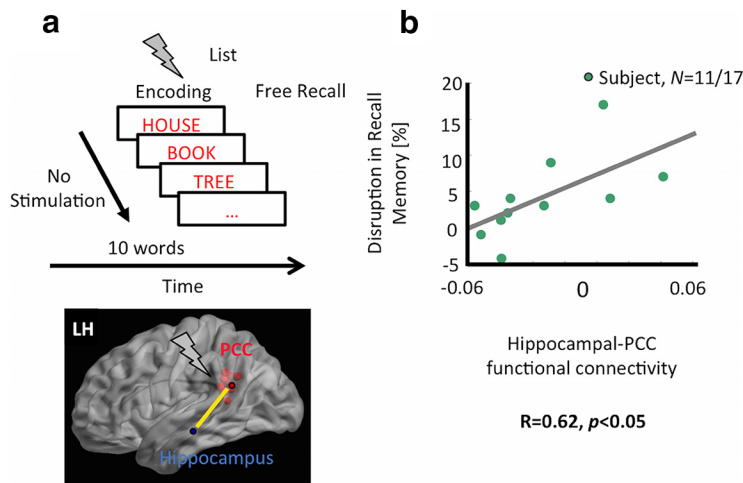 a
List
Encoding
Free Recall
HOUSE
BOOK
TREE
...
No
Stimulation
10 words
Time
LH
PCC
Hippocampus
b
Subject, N=11/17
Disruption in Recall
Memory [%]
20
15
10
5
0
-5
-0.06
0
0.06
Hippocampal-PCC
functional connectivity
R=0.62, p<0.05